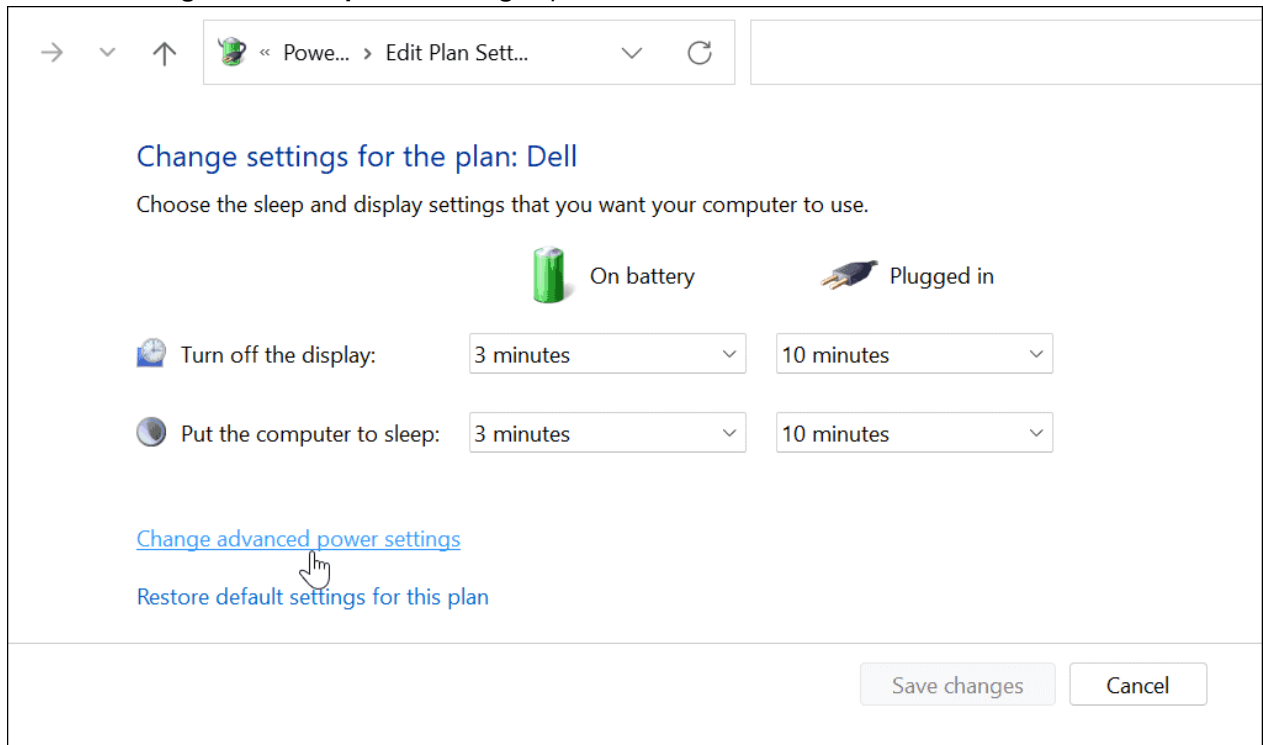 « Powe... > Edit Plan Sett...
Change settings for the plan: Dell
Choose the sleep and display settings that you want your computer to use.
On battery Plugged in
Turn off the display: 3 minutes 10 minutes
Put the computer to sleep: 3 minutes 10 minutes
Change advanced power settings
Restore default settings for this plan
Save changes Cancel